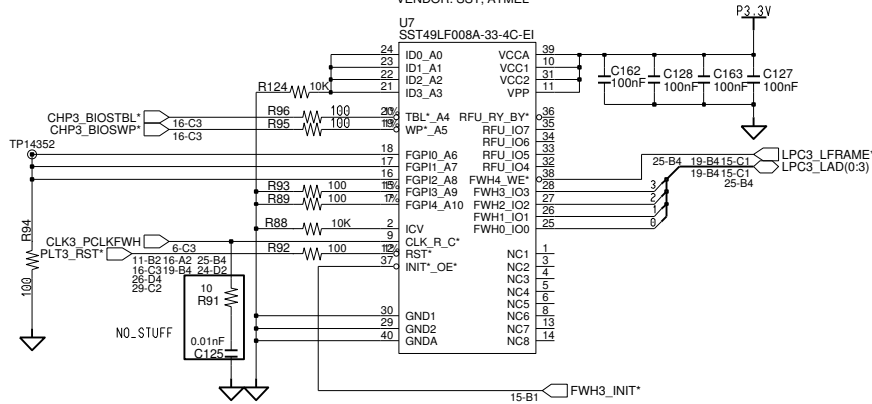 VENDOR: SST, ATMEL
P3.3V
U7
SST49LF008A-33-4C-EI
24 ID0_A0 VCCA 39
23 ID1_A1 VCC1 10
22 ID2_A2 VCC2 31
21 ID3_A3 VPP 11
C162 100nF
C128 100nF
C163 100nF
C127 100nF
R124 10K
CHP3_BIOSTBL* 16-C3 R96 100 TBL*_A4 RFU_RY_BY* 36
CHP3_BIOSWP* 16-C3 R95 100 WP*_A5 RFU_IO7 35
RFU_IO6 34
TP14352
18 FGPI0_A6 RFU_IO5 33
17 FGPI1_A7 RFU_IO4 32
16 FGPI2_A8 FWH4_WE* 38
25-B4 19-B4 15-C1 LPC3_LFRAME*
19-B4 15-C1 LPC3_LAD(0:3)
25-B4
R93 100 FGPI3_A9 FWH3_IO3 28 3
R89 100 FGPI4_A10 FWH2_IO2 27 2
FWH1_IO1 26 1
R88 10K 2 ICV FWH0_IO0 25 0
R94 100
CLK3_PCLKFWH 6-C3 9 CLK_R_C*
PLT3_RST* R92 100 RST* NC1 1
11-B2 16-A2 25-B4
16-C3 19-B4 24-D2
26-D4
29-C2
37 INIT*_OE* NC2 3
NC3 4
NC4 5
NC5 6
NC6 8
NC7 13
NC8 14
10 R91
NO_STUFF
0.01nF
C125
30 GND1
29 GND2
40 GNDA
15-B1 FWH3_INIT*